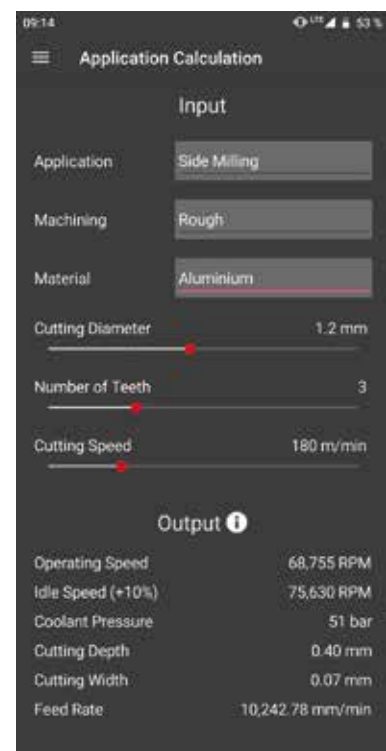 09:14 LTE 53 %
Application Calculation
Input
Application Side Milling
Machining Rough
Material Aluminium
Cutting Diameter 1.2 mm
Number of Teeth 3
Cutting Speed 180 m/min
Output
Operating Speed 68,755 RPM
Idle Speed (+10%) 75,630 RPM
Coolant Pressure 51 bar
Cutting Depth 0.40 mm
Cutting Width 0.07 mm
Feed Rate 10,242.78 mm/min